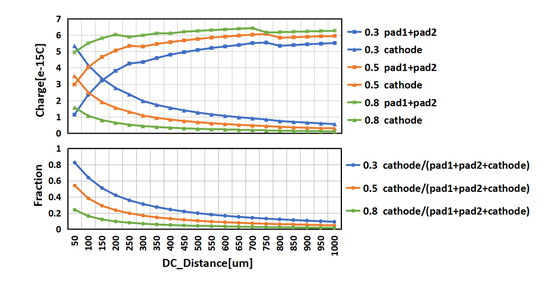 7
6
5
4
3
2
1
0
Charge[e-15C]
0.3 pad1+pad2
0.3 cathode
0.5 pad1+pad2
0.5 cathode
0.8 pad1+pad2
0.8 cathode
1
0.8
0.6
0.4
0.2
0
Fraction
0.3 cathode/(pad1+pad2+cathode)
0.5 cathode/(pad1+pad2+cathode)
0.8 cathode/(pad1+pad2+cathode)
50 100 150 200 250 300 350 400 450 500 550 600 650 700 750 800 850 900 950 1000
DC_Distance[um]